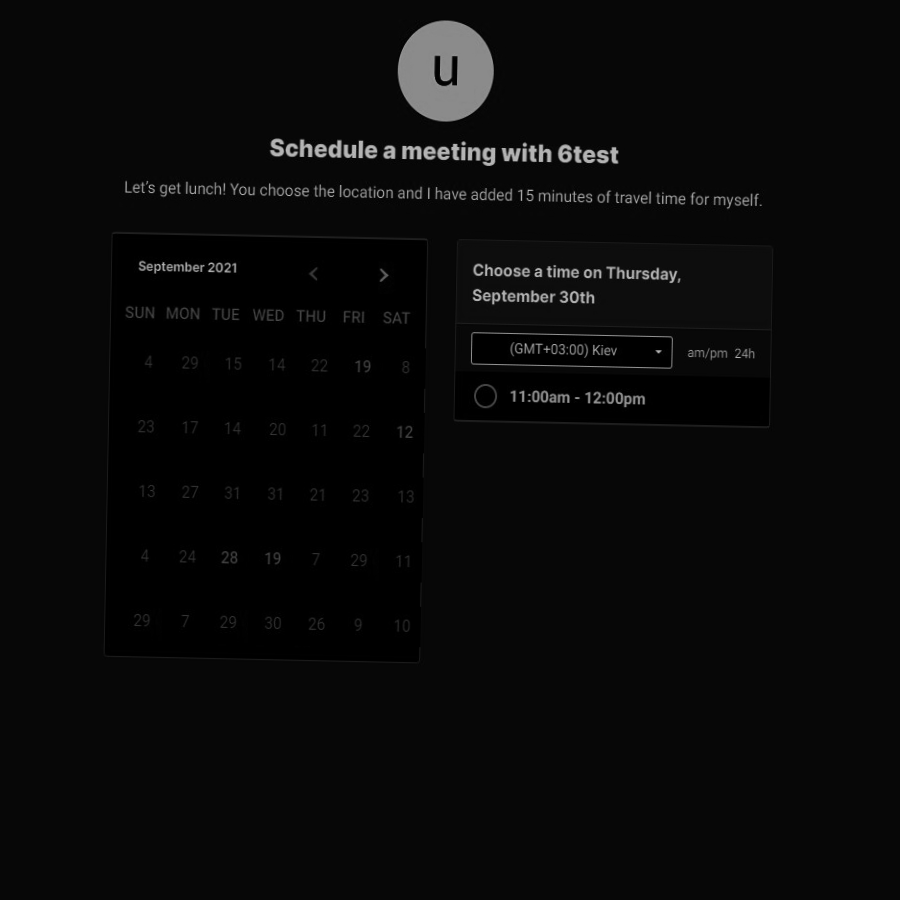 u
Schedule a meeting with 6test
Let's get lunch! You choose the location and I have added 15 minutes of travel time for myself.
September 2021
SUN MON TUE WED THU FRI SAT
4 29 15 14 22 19 8
23 17 14 20 11 22 12
13 27 31 31 21 23 13
4 24 28 19 7 29 11
29 7 29 30 26 9 10
Choose a time on Thursday,
September 30th
(GMT+03:00) Kiev
am/pm 24h
11:00am - 12:00pm